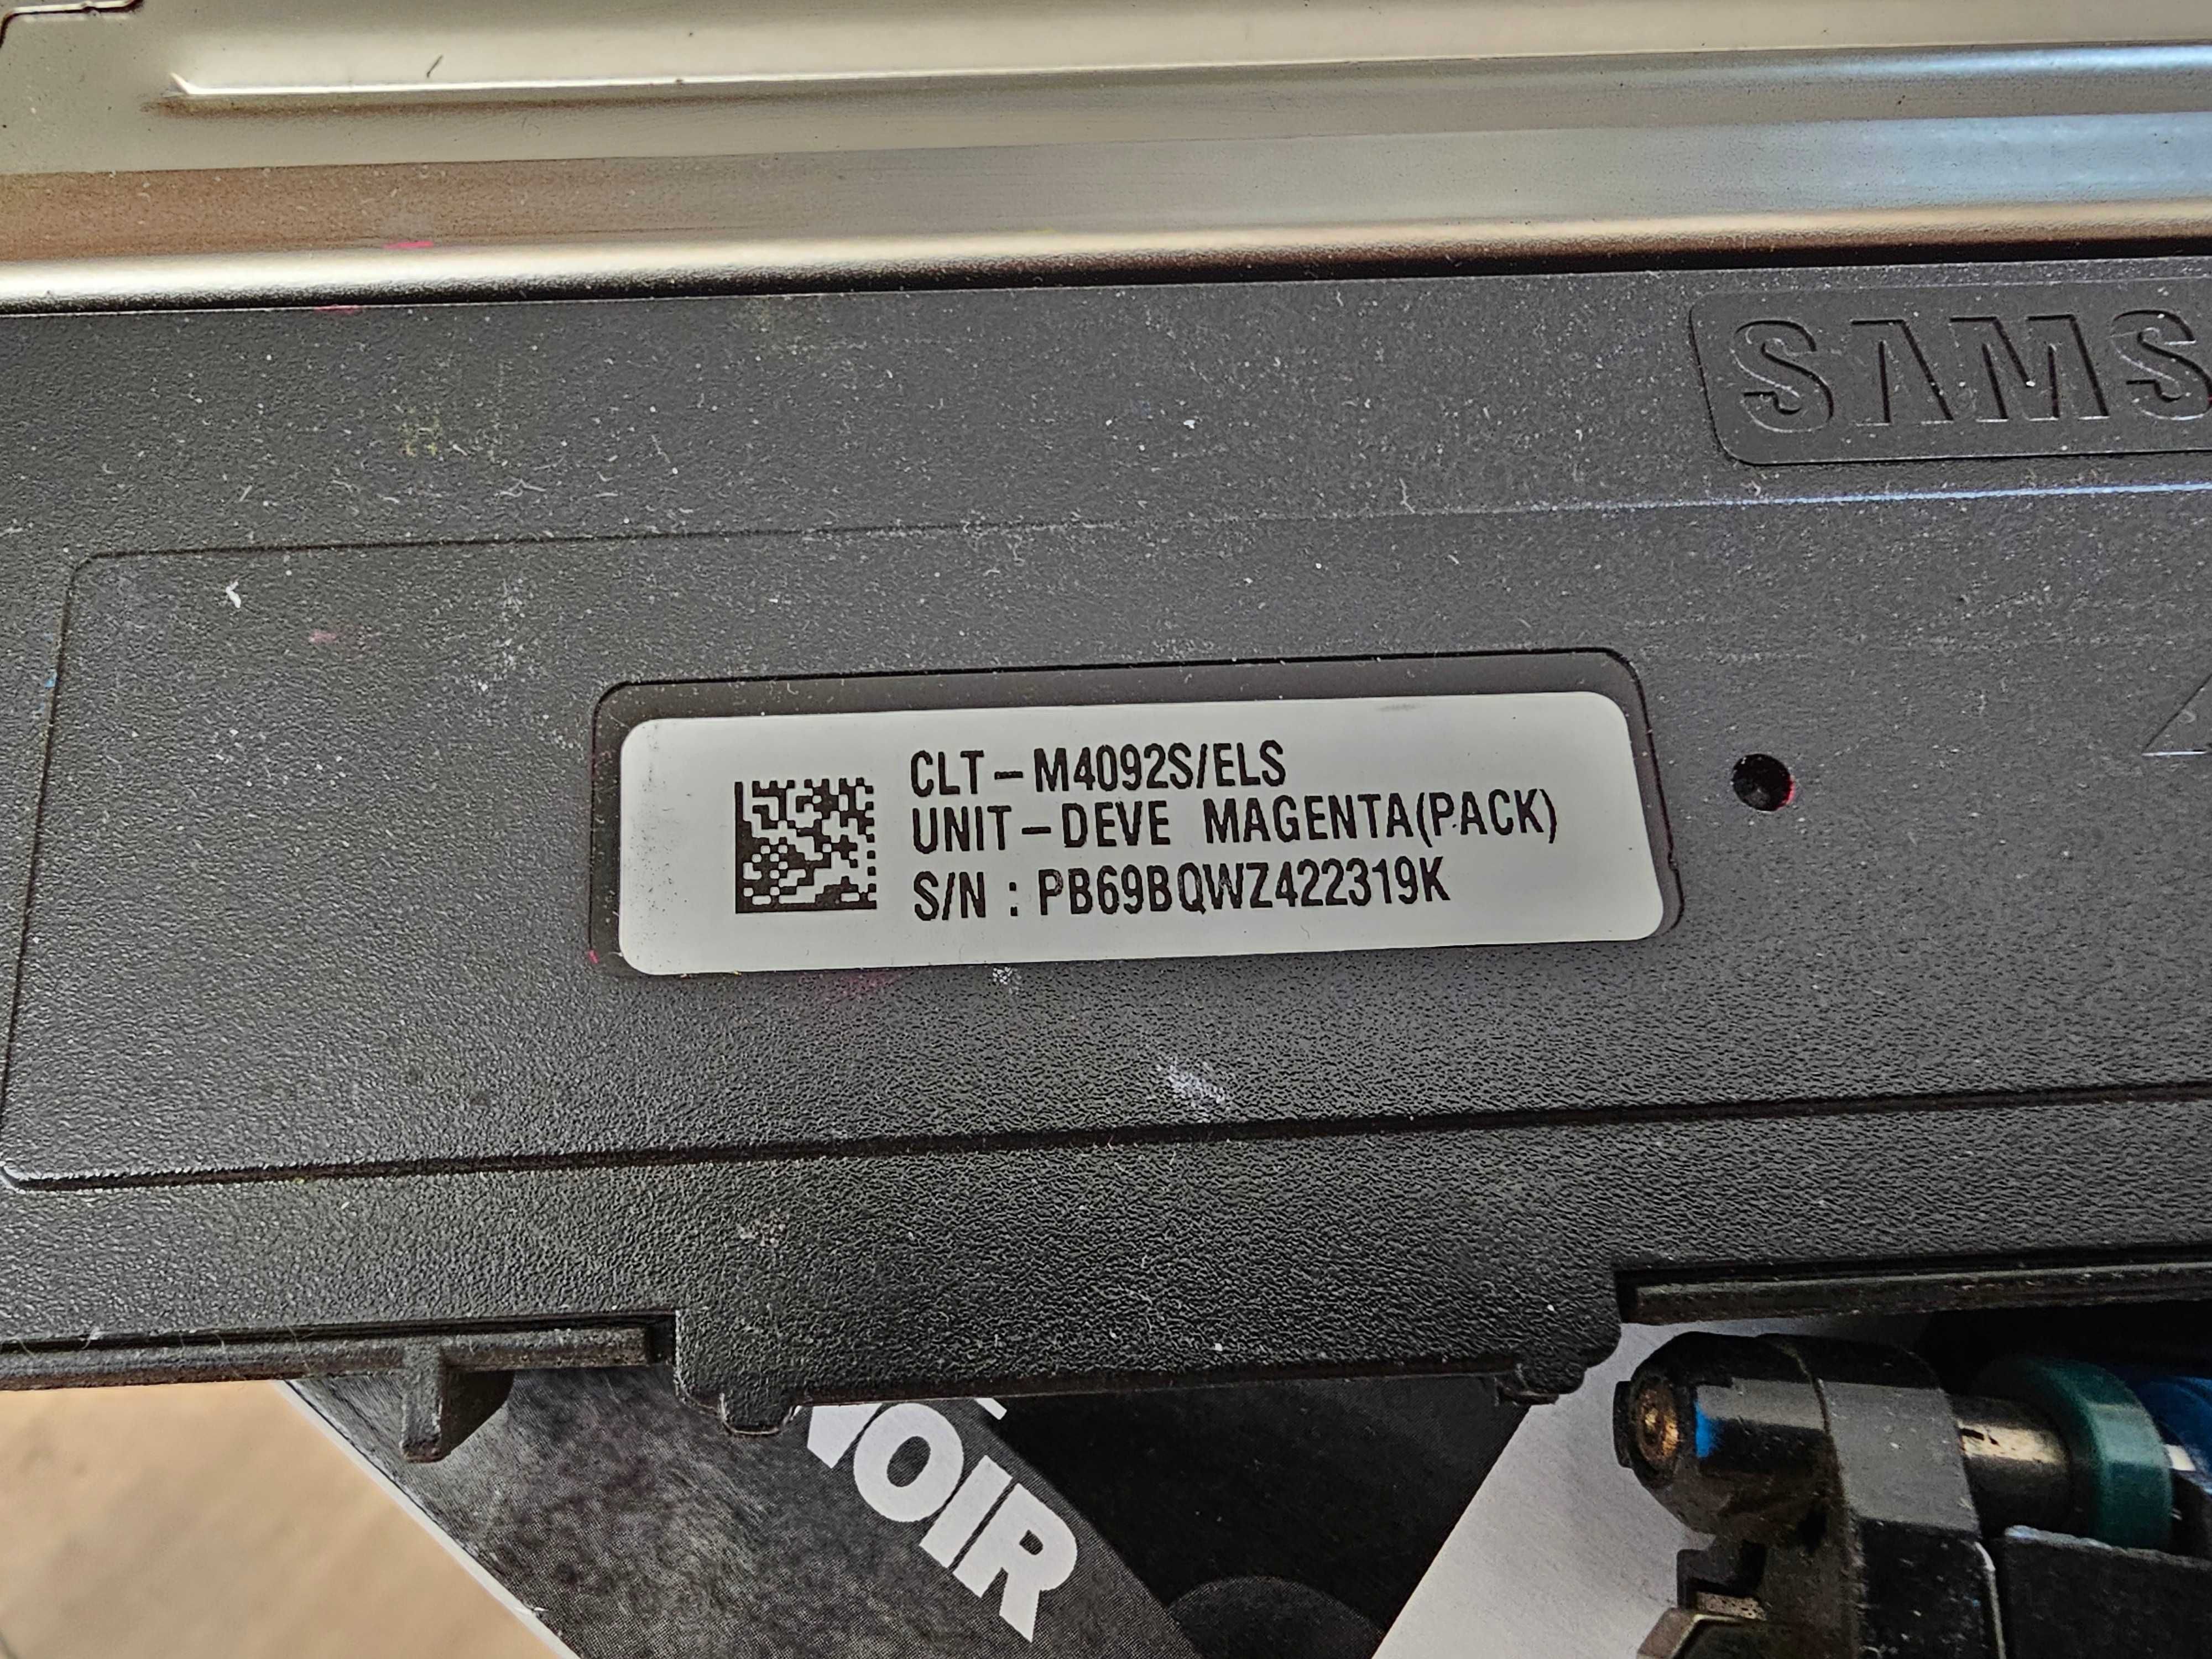 SAMS
CLT-M4092S/ELS
UNIT-DEVE MAGENTA(PACK)
S/N : PB69BQWZ422319K
NOIR